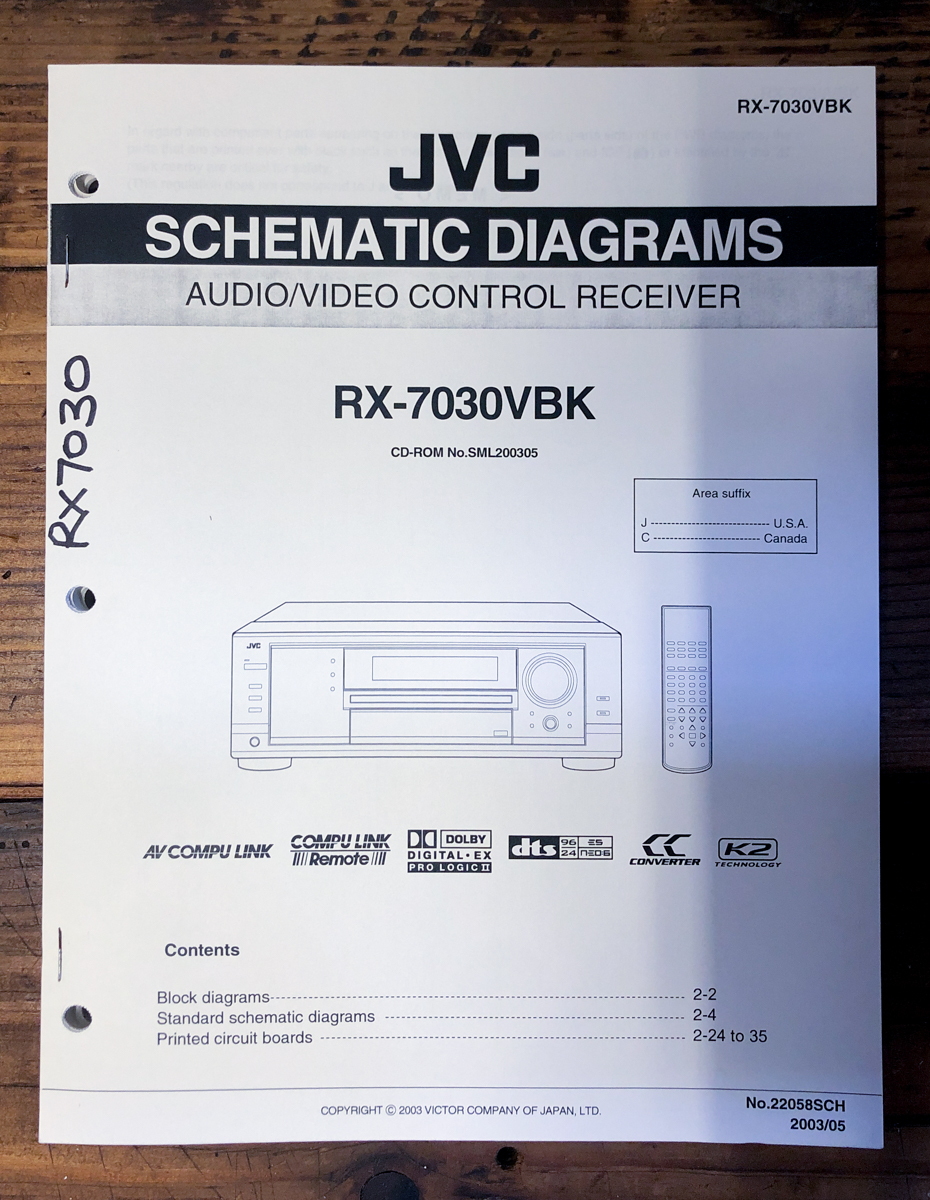 RX-7030VBK
JVC
SCHEMATIC DIAGRAMS
AUDIO/VIDEO CONTROL RECEIVER
RX7030
RX-7030VBK
CD-ROM No.SML200305
Area suffix
J ---------------------------- U.S.A.
C ------------------------- Canada
JVC
AV COMPU LINK
COMPU LINK
Remote
DOLBY
DIGITAL•EX
PRO LOGIC II
dts 96 24 ES NEO:6
CC
CONVERTER
K2
TECHNOLOGY
Contents
Block diagrams---------------------------------------- 2-2
Standard schematic diagrams ---------------------------------------- 2-4
Printed circuit boards ---------------------------------------- 2-24 to 35
COPYRIGHT © 2003 VICTOR COMPANY OF JAPAN, LTD.
No.22058SCH
2003/05